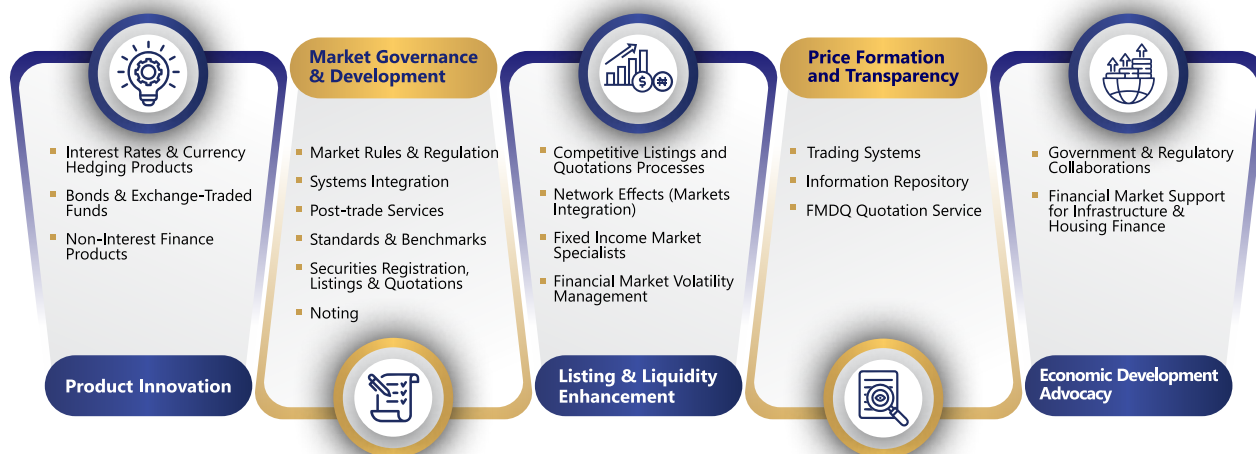 Interest Rates & Currency
Hedging Products
Bonds & Exchange-Traded
Funds
Non-Interest Finance
Products
Product Innovation
Market Governance
& Development
Market Rules & Regulation
Systems Integration
Post-trade Services
Standards & Benchmarks
Securities Registration,
Listings & Quotations
Noting
$ ₦
Competitive Listings and
Quotations Processes
Network Effects (Markets
Integration)
Fixed Income Market
Specialists
Financial Market Volatility
Management
Listing & Liquidity
Enhancement
Price Formation
and Transparency
Trading Systems
Information Repository
FMDQ Quotation Service
Government & Regulatory
Collaborations
Financial Market Support
for Infrastructure &
Housing Finance
Economic Development
Advocacy